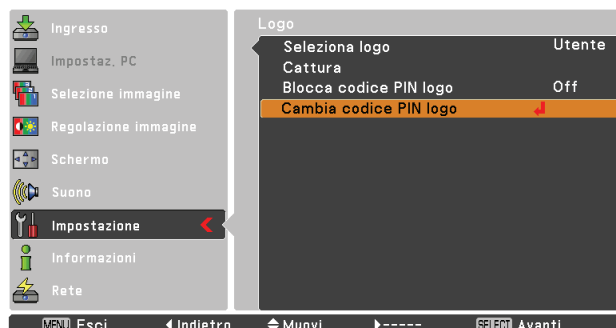 Ingresso
Impostaz. PC
Selezione immagine
Regolazione immagine
Schermo
Suono
Impostazione
Informazioni
Rete
Logo
Seleziona logo Utente
Cattura
Blocca codice PIN logo Off
Cambia codice PIN logo
MENU Esci Indietro Muovi ----- SELECT Avanti